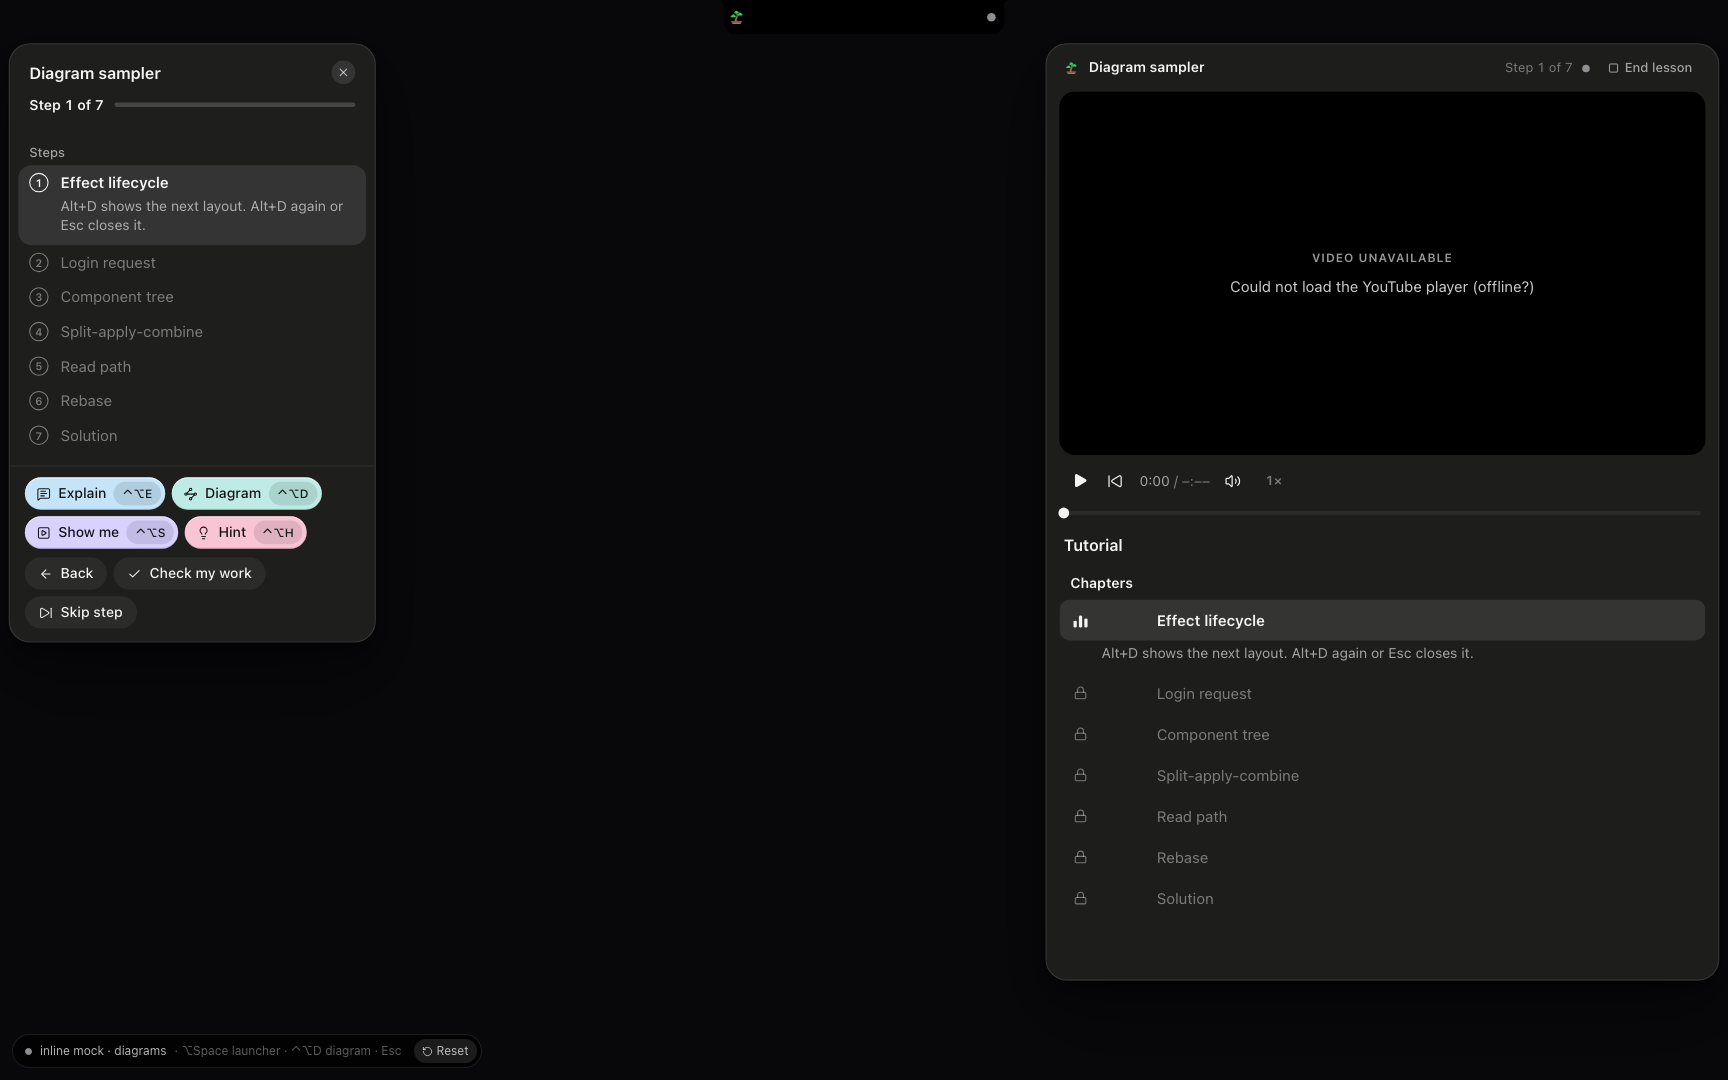 Diagram sampler
Step 1 of 7
Steps
1 Effect lifecycle
Alt+D shows the next layout. Alt+D again or
Esc closes it.
2 Login request
3 Component tree
4 Split-apply-combine
5 Read path
6 Rebase
7 Solution
Explain ^⌥E Diagram ^⌥D
Show me ^⌥S Hint ^⌥H
Back Check my work
Skip step
Diagram sampler Step 1 of 7 End lesson
VIDEO UNAVAILABLE
Could not load the YouTube player (offline?)
0:00 / –:–– 1×
Tutorial
Chapters
Effect lifecycle
Alt+D shows the next layout. Alt+D again or Esc closes it.
Login request
Component tree
Split-apply-combine
Read path
Rebase
Solution
inline mock · diagrams · ⌥Space launcher · ^⌥D diagram · Esc Reset